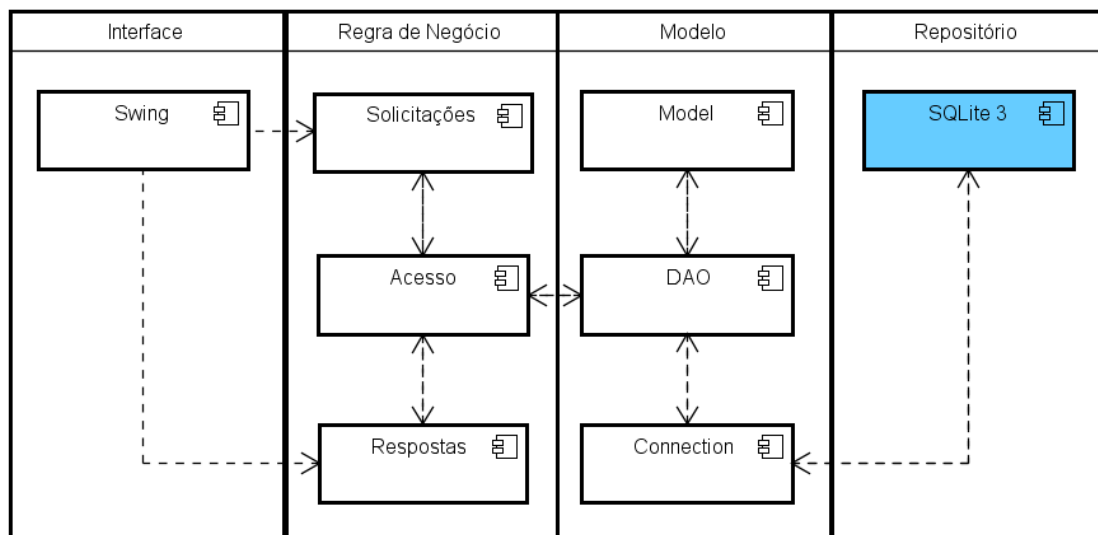 Interface
Regra de Negócio
Modelo
Repositório
Swing
Solicitações
Model
SQLite 3
Acesso
DAO
Respostas
Connection